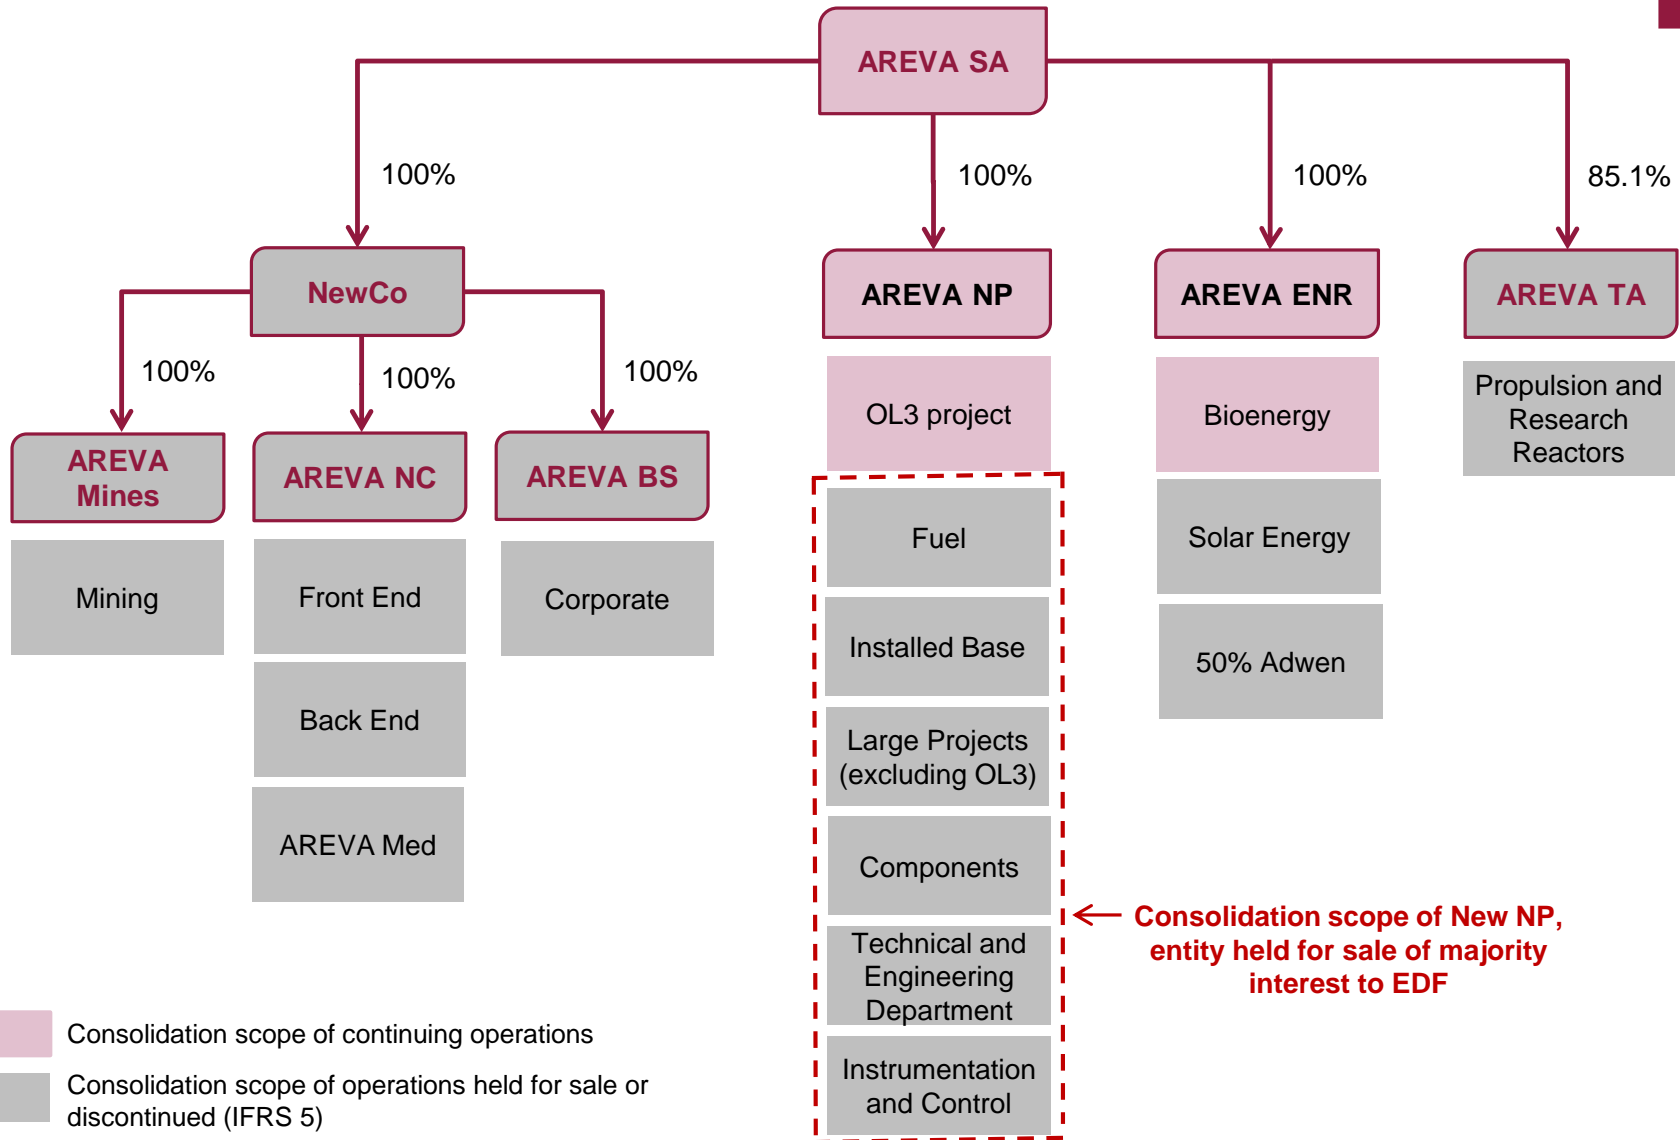 AREVA SA
100%
100%
100%
85.1%
NewCo
AREVA NP
AREVA ENR
AREVA TA
100%
100%
100%
AREVA
Mines
AREVA NC
AREVA BS
Mining
Front End
Back End
AREVA Med
Corporate
OL3 project
Fuel
Installed Base
Large Projects
(excluding OL3)
Components
Technical and
Engineering
Department
Instrumentation
and Control
Bioenergy
Solar Energy
50% Adwen
Propulsion and
Research
Reactors
Consolidation scope of New NP,
entity held for sale of majority
interest to EDF
Consolidation scope of continuing operations
Consolidation scope of operations held for sale or
discontinued (IFRS 5)